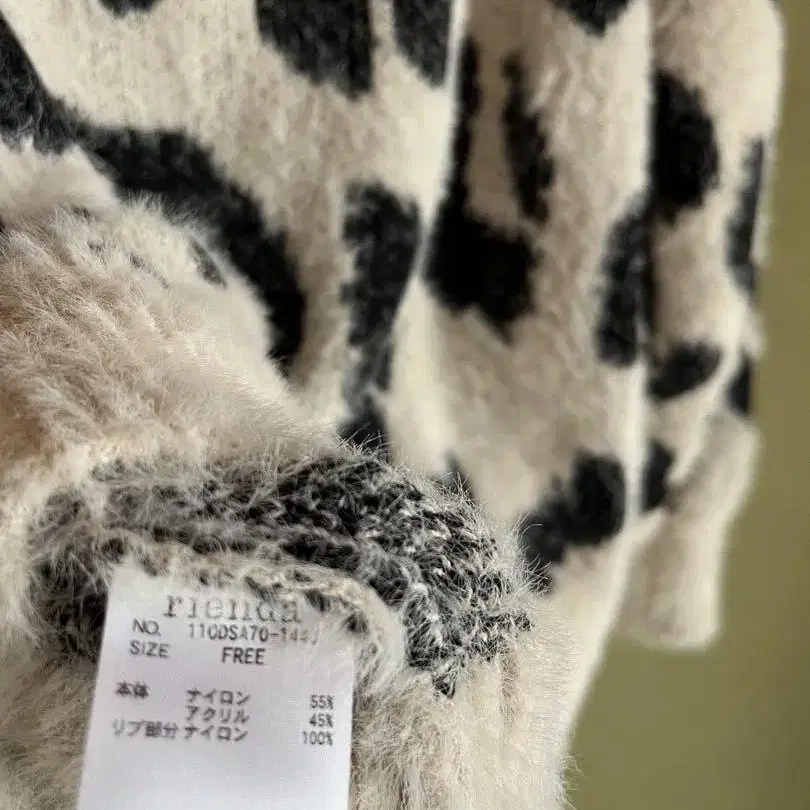 rienda
NO. 110DSA70-144J
SIZE FREE
本体 ナイロン 55%
アクリル 45%
リブ部分 ナイロン 100%